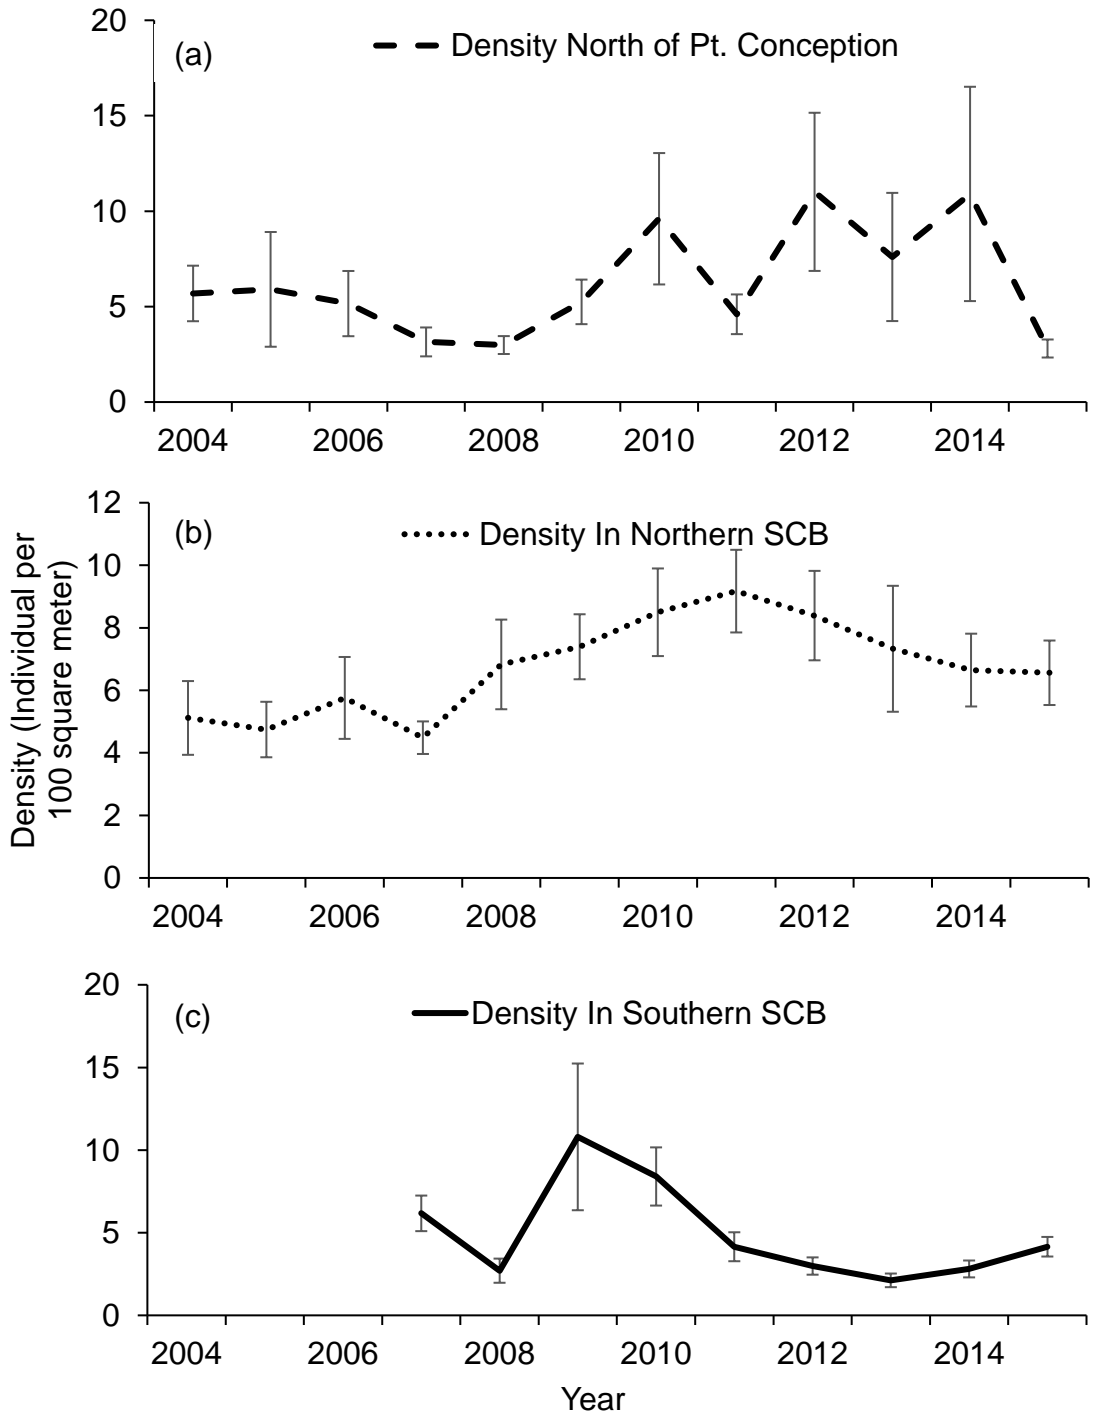 20
(a)
Density North of Pt. Conception
15
10
5
0
2004 2006 2008 2010 2012 2014
Density (Individual per
100 square meter)
12
(b)
Density In Northern SCB
10
8
6
4
2
0
2004 2006 2008 2010 2012 2014
20
(c)
Density In Southern SCB
15
10
5
0
2004 2006 2008 2010 2012 2014
Year